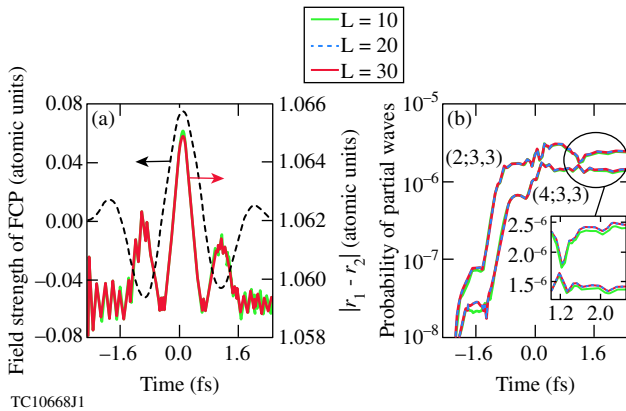 L = 10
L = 20
L = 30
Field strength of FCP (atomic units)
0.08
0.04
0.00
−0.04
−0.08
(a)
1.066
1.064
1.062
1.060
1.058
|r1 - r2| (atomic units)
−1.6
0.0
1.6
Time (fs)
Probability of partial waves
10−5
10−6
10−7
10−8
(b)
(2;3,3)
(4;3,3)
2.5−6
2.0−6
1.5−6
1.2
2.0
−1.6
0.0
1.6
Time (fs)
TC10668J1